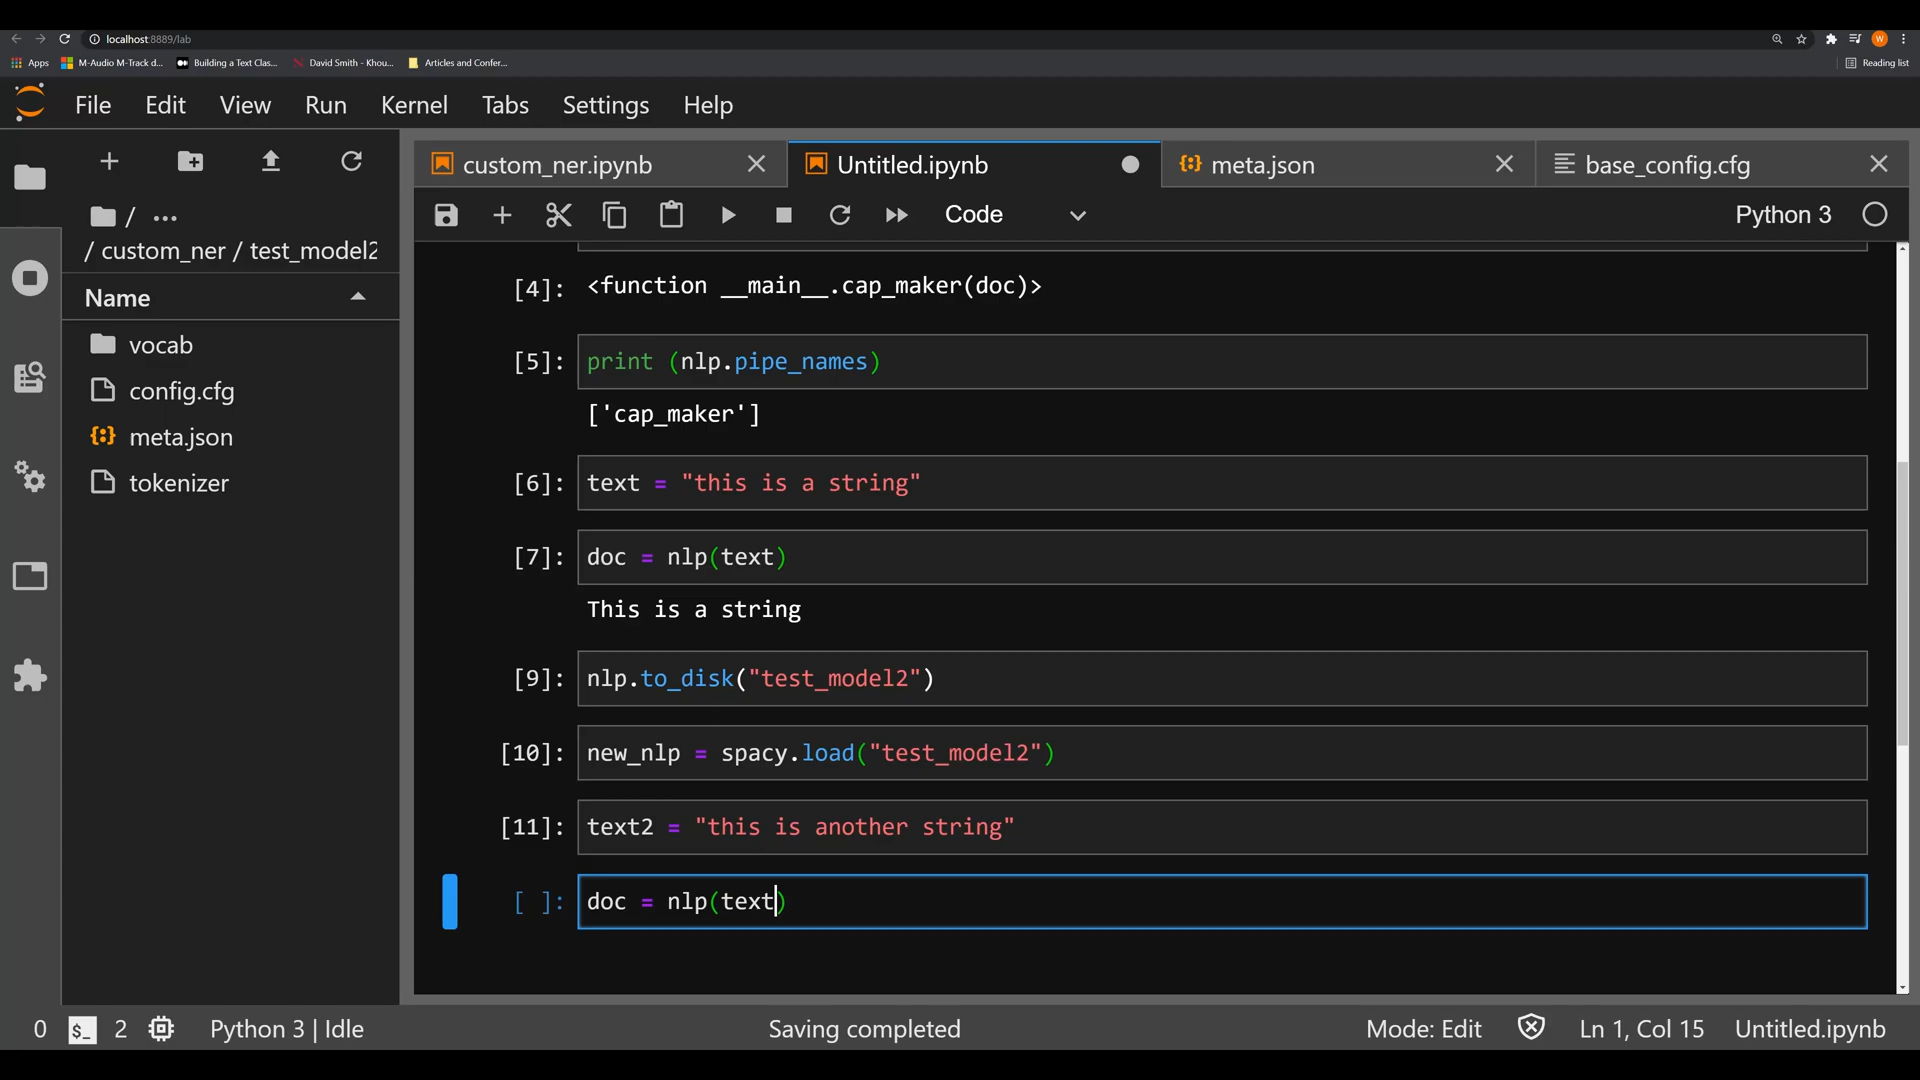 localhost:8889/lab
W
Apps M-Audio M-Track d... Building a Text Clas... David Smith - Khou... Articles and Confer... Reading list
File Edit View Run Kernel Tabs Settings Help
custom_ner.ipynb Untitled.ipynb meta.json base_config.cfg
Code Python 3
/ ...
/ custom_ner / test_model2
Name
vocab
config.cfg
meta.json
tokenizer
[4]: <function __main__.cap_maker(doc)>
[5]: print (nlp.pipe_names)
['cap_maker']
[6]: text = "this is a string"
[7]: doc = nlp(text)
This is a string
[9]: nlp.to_disk("test_model2")
[10]: new_nlp = spacy.load("test_model2")
[11]: text2 = "this is another string"
[ ]: doc = nlp(text)
0 $_ 2 Python 3 | Idle Saving completed Mode: Edit Ln 1, Col 15 Untitled.ipynb